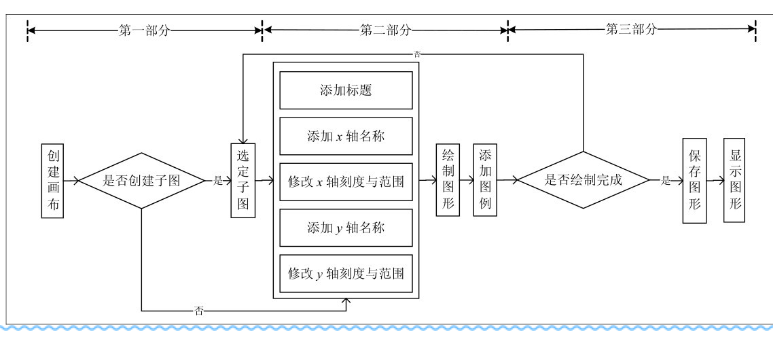 第一部分
第二部分
第三部分
否
创建画布
是否创建子图
是
选定子图
添加标题
添加 x 轴名称
修改 x 轴刻度与范围
添加 y 轴名称
修改 y 轴刻度与范围
绘制图形
添加图例
是否绘制完成
是
保存图形
显示图形
否